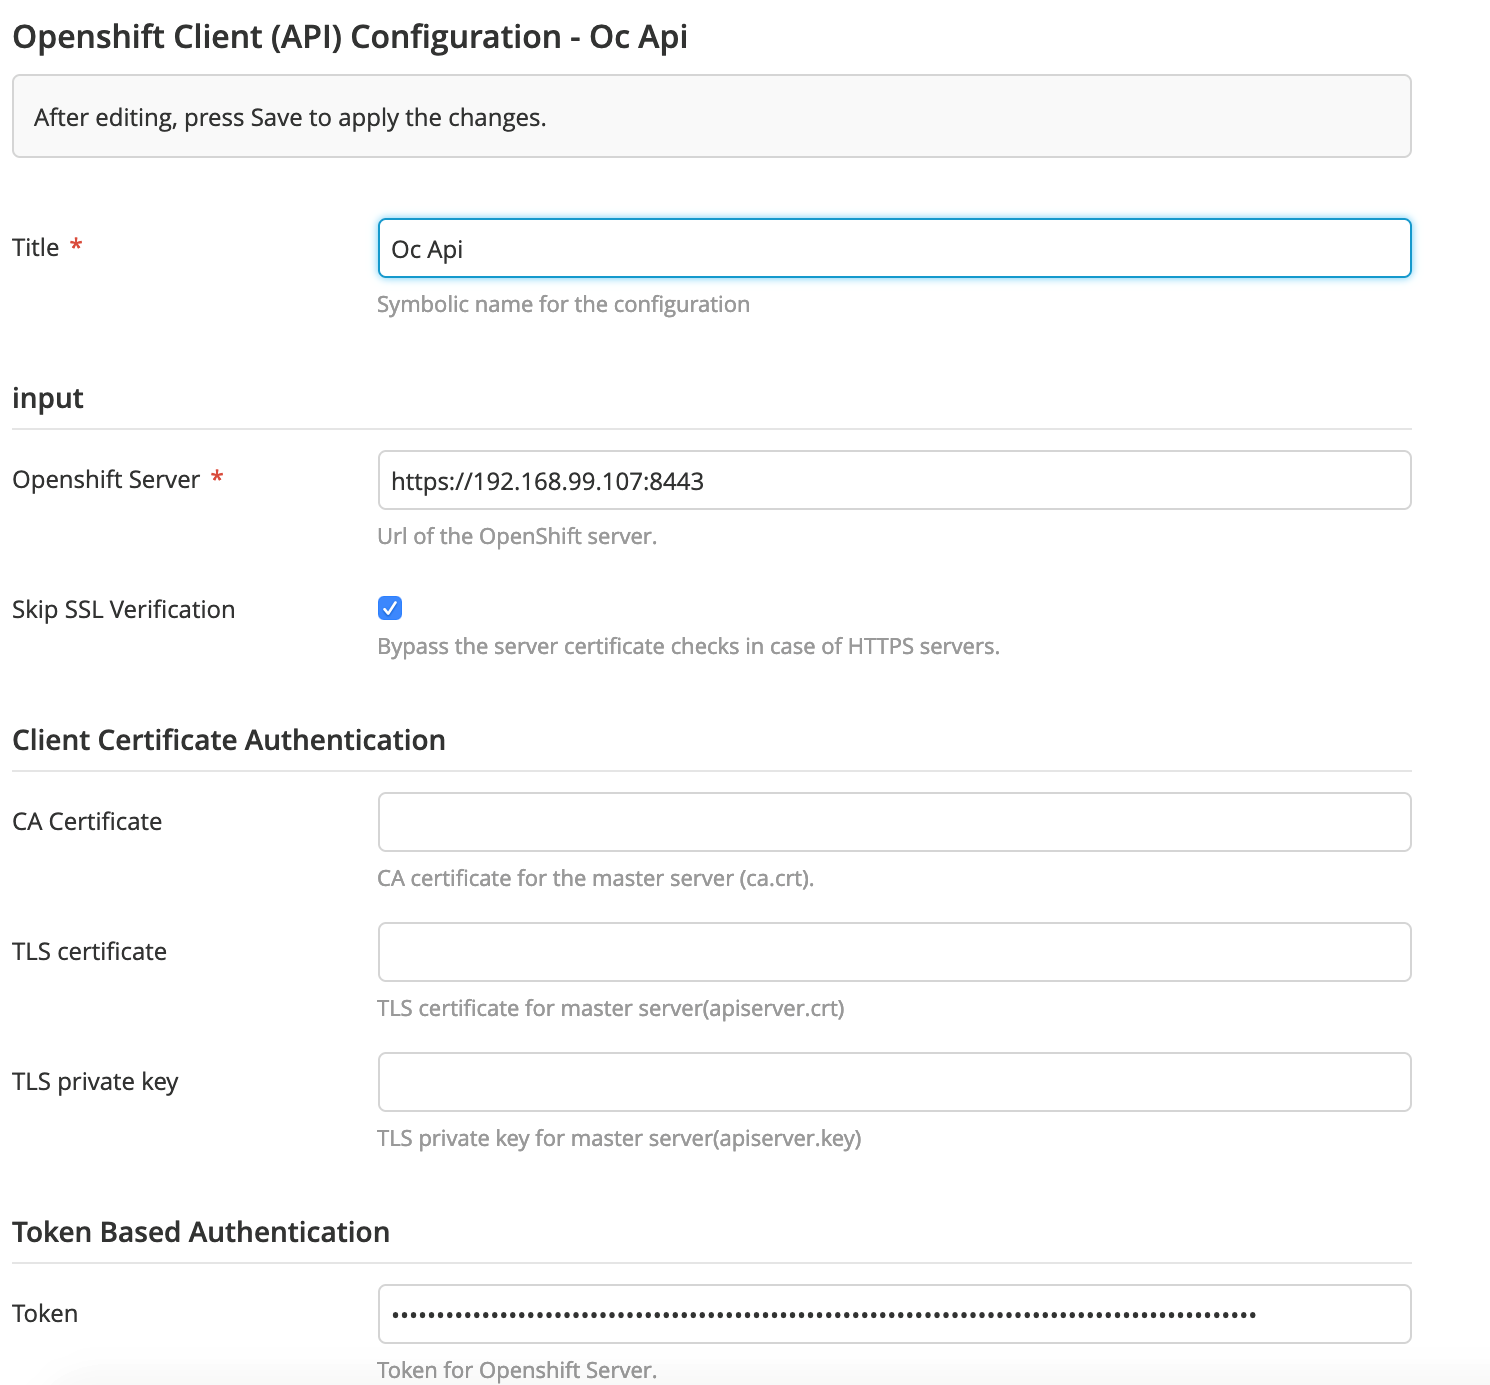 Openshift Client (API) Configuration - Oc Api
After editing, press Save to apply the changes.
Title *
Oc Api
Symbolic name for the configuration
input
Openshift Server *
https://192.168.99.107:8443
Url of the OpenShift server.
Skip SSL Verification
Bypass the server certificate checks in case of HTTPS servers.
Client Certificate Authentication
CA Certificate
CA certificate for the master server (ca.crt).
TLS certificate
TLS certificate for master server(apiserver.crt)
TLS private key
TLS private key for master server(apiserver.key)
Token Based Authentication
Token
Token for Openshift Server.